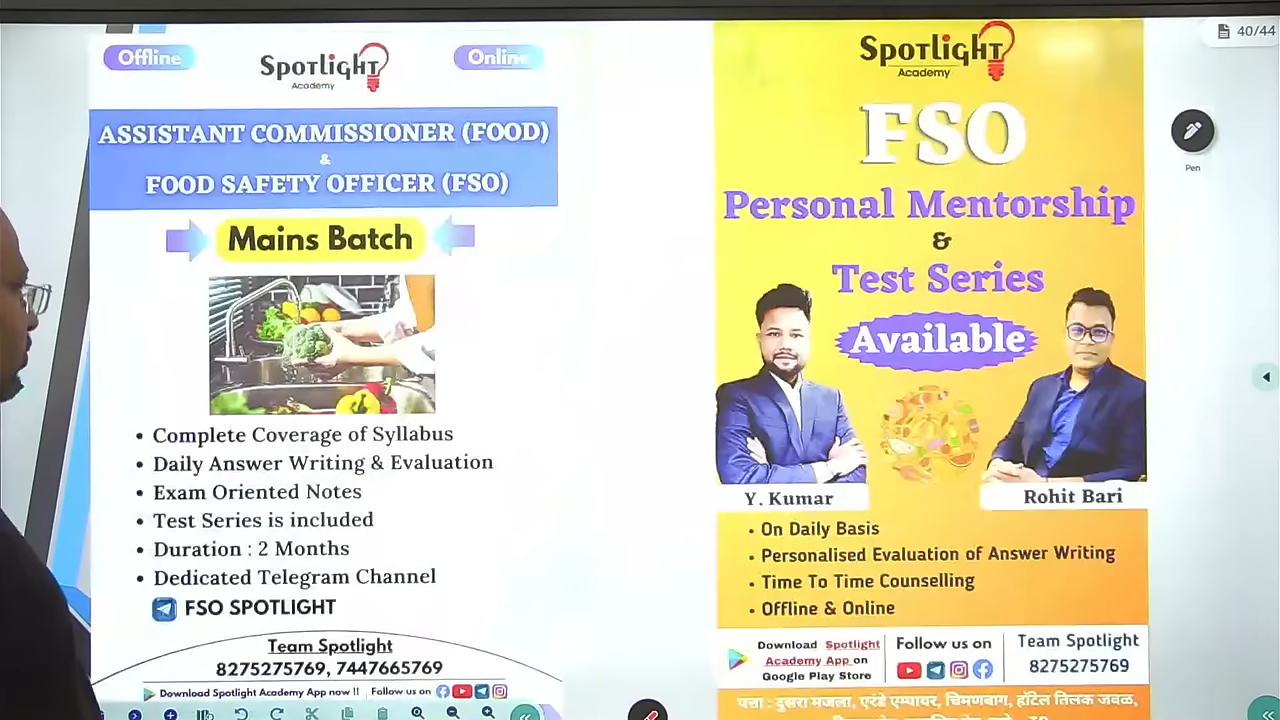 Offline
Spotlight
Academy
Online
ASSISTANT COMMISSIONER (FOOD)
&
FOOD SAFETY OFFICER (FSO)
Mains Batch
• Complete Coverage of Syllabus
• Daily Answer Writing & Evaluation
• Exam Oriented Notes
• Test Series is included
• Duration : 2 Months
• Dedicated Telegram Channel
FSO SPOTLIGHT
Team Spotlight
8275275769, 7447665769
Download Spotlight Academy App now !!
Follow us on
Spotlight
Academy
FSO
Personal Mentorship
&
Test Series
Available
Y. Kumar
Rohit Bari
• On Daily Basis
• Personalised Evaluation of Answer Writing
• Time To Time Counselling
• Offline & Online
Download Spotlight
Academy App on
Google Play Store
Follow us on
Team Spotlight
8275275769
पत्ता : दुसरा मजला, एरंडे एम्पायर, चिमणबाग, हॉटेल तिलक जवळ,
40/44
Pen